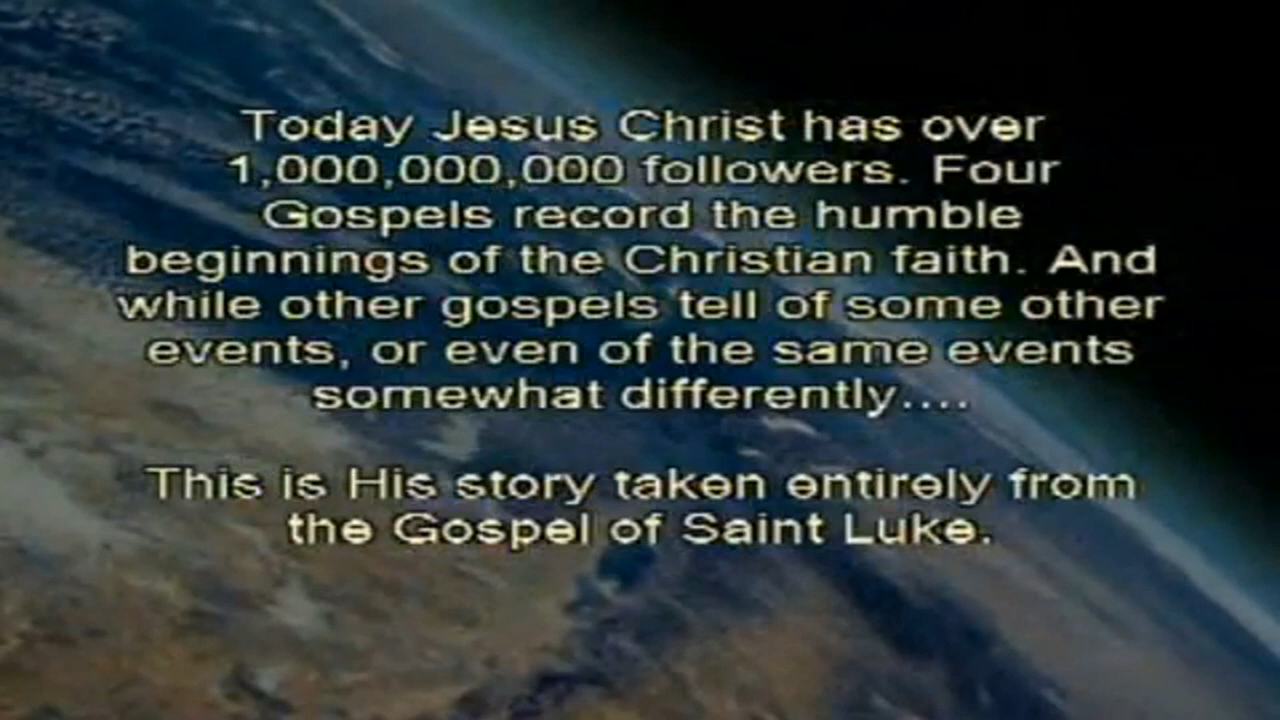 Today Jesus Christ has over
1,000,000,000 followers. Four
Gospels record the humble
beginnings of the Christian faith. And
while other gospels tell of some other
events, or even of the same events
somewhat differently....
This is His story taken entirely from
the Gospel of Saint Luke.